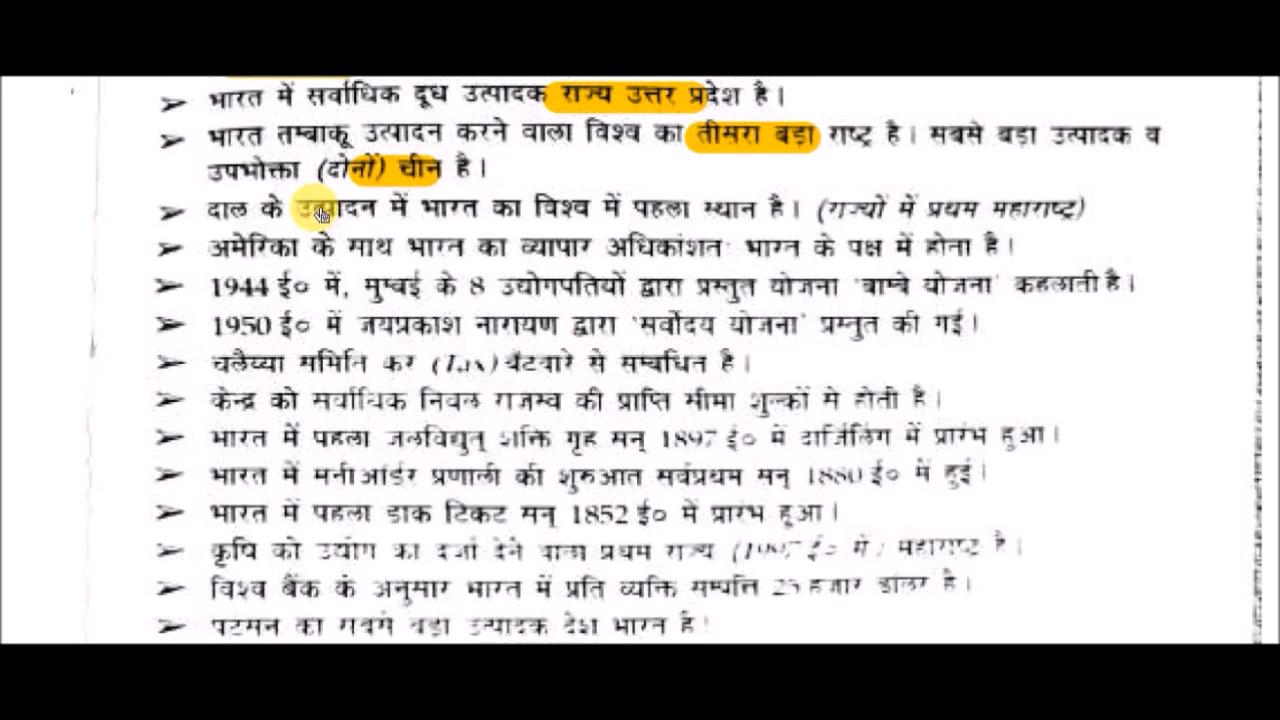 ➢ भारत में सर्वाधिक दूध उत्पादक राज्य उत्तर प्रदेश है।
➢ भारत तम्बाकू उत्पादन करने वाला विश्व का तीसरा बड़ा राष्ट्र है। सबसे बड़ा उत्पादक व
उपभोक्ता (दोनों) चीन है।
➢ दाल के उत्पादन में भारत का विश्व में पहला स्थान है। (राज्यों में प्रथम महाराष्ट्र)
➢ अमेरिका के साथ भारत का व्यापार अधिकांशतः भारत के पक्ष में होता है।
➢ 1944 ई० में, मुम्बई के 8 उद्योगपतियों द्वारा प्रस्तुत योजना 'बाम्बे योजना' कहलाती है।
➢ 1950 ई० में जयप्रकाश नारायण द्वारा 'सर्वोदय योजना' प्रस्तुत की गई।
➢ चलैय्या समिति कर (Tax) बँटवारे से सम्बंधित है।
➢ केन्द्र को सर्वाधिक निवल राजस्व की प्राप्ति सीमा शुल्कों से होती है।
➢ भारत में पहला जलविद्युत् शक्ति गृह सन् 1897 ई० में दार्जिलिंग में प्रारंभ हुआ।
➢ भारत में मनीआंर्डर प्रणाली की शुरुआत सर्वप्रथम सन् 1880 ई० में हुई।
➢ भारत में पहला डाक टिकट सन् 1852 ई० में प्रारंभ हुआ।
➢ कृषि को उद्योग का दर्जा देने वाला प्रथम राज्य ई० में) महाराष्ट्र है।
➢ विश्व बैंक के अनुसार भारत में प्रति व्यक्ति सम्पत्ति हजार डॉलर है।
➢ पटसन का सबसे बड़ा उत्पादक देश भारत है!